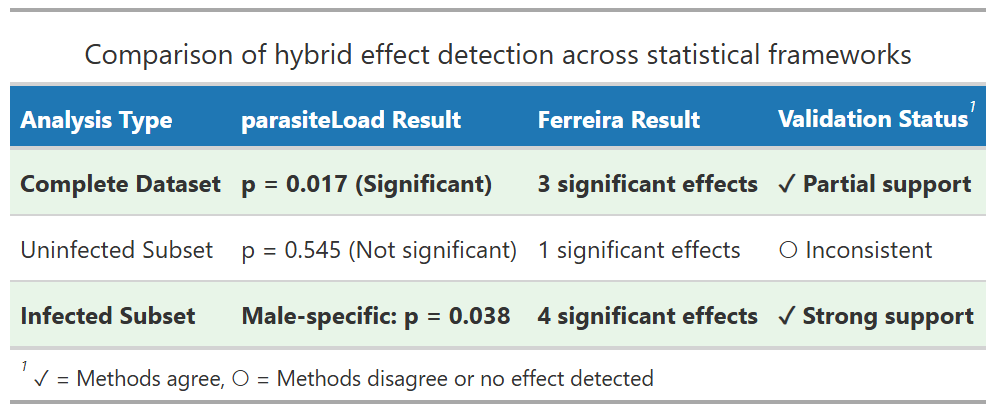 Comparison of hybrid effect detection across statistical frameworks
Analysis Type parasiteLoad Result Ferreira Result Validation Status1
Complete Dataset p = 0.017 (Significant) 3 significant effects ✓ Partial support
Uninfected Subset p = 0.545 (Not significant) 1 significant effects ○ Inconsistent
Infected Subset Male-specific: p = 0.038 4 significant effects ✓ Strong support
1 ✓ = Methods agree, ○ = Methods disagree or no effect detected